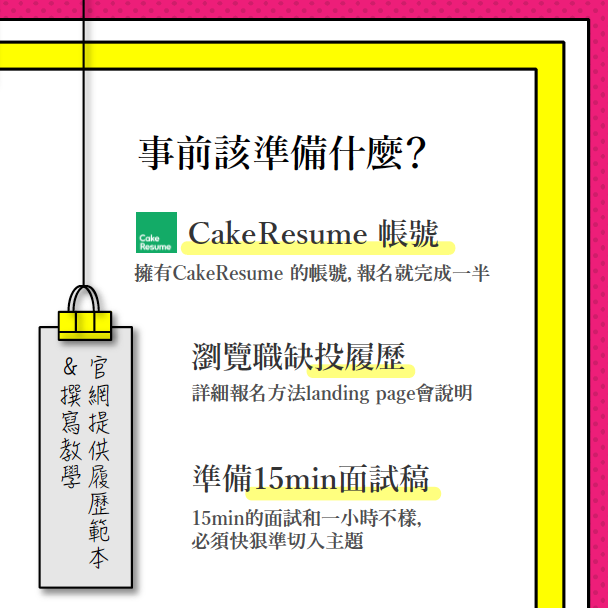 事前該準備什麼?
Cake
Resume
CakeResume 帳號
擁有CakeResume 的帳號, 報名就完成一半
瀏覽職缺投履歷
詳細報名方法landing page會說明
準備15min面試稿
15min的面試和一小時不樣,
必須快狠準切入主題
官網提供履歷範本
& 撰寫教學